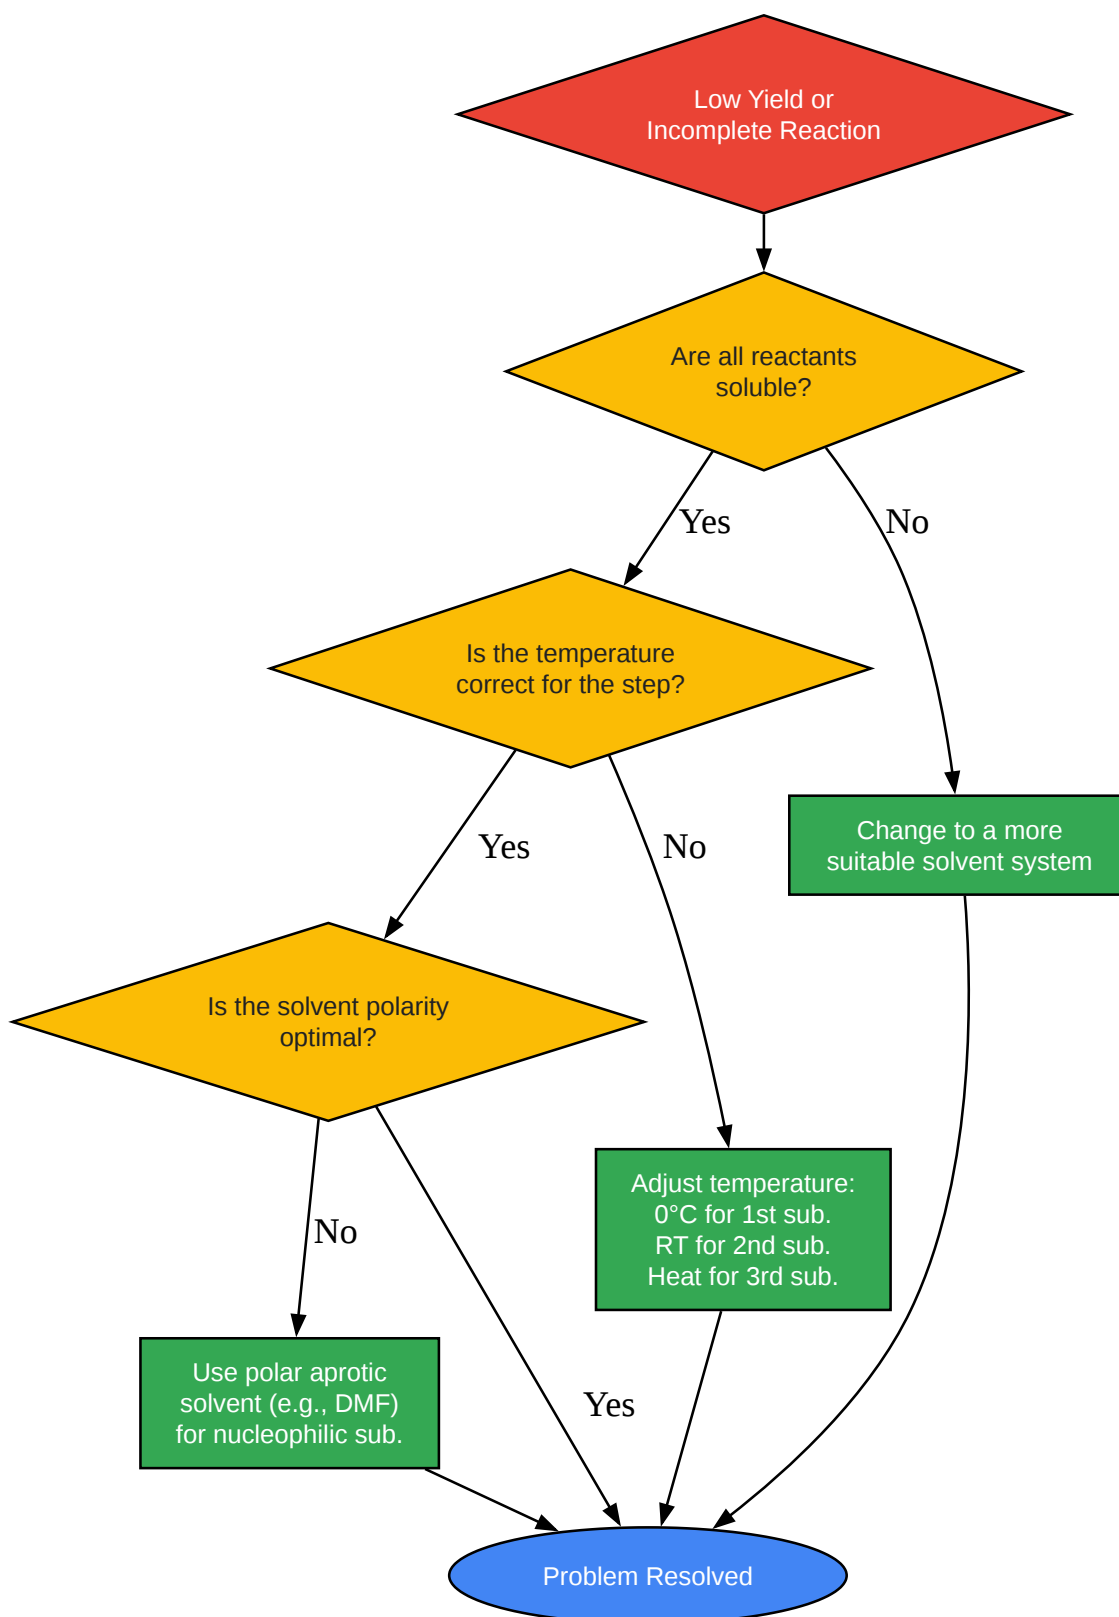 Low Yield or
Incomplete Reaction
Are all reactants
soluble?
Yes
No
Is the temperature
correct for the step?
Yes
No
Change to a more
suitable solvent system
Is the solvent polarity
optimal?
No
Yes
Adjust temperature:
0°C for 1st sub.
RT for 2nd sub.
Heat for 3rd sub.
Use polar aprotic
solvent (e.g., DMF)
for nucleophilic sub.
Problem Resolved